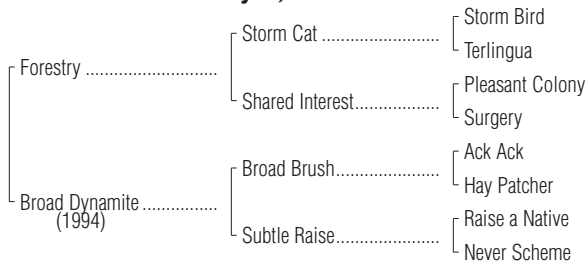 Storm Bird
Storm Cat ......................
Terlingua
Forestry .........................
Pleasant Colony
Shared Interest................
Surgery
Ack Ack
Broad Brush...................
Hay Patcher
Broad Dynamite ..............
(1994)
Raise a Native
Subtle Raise...................
Never Scheme